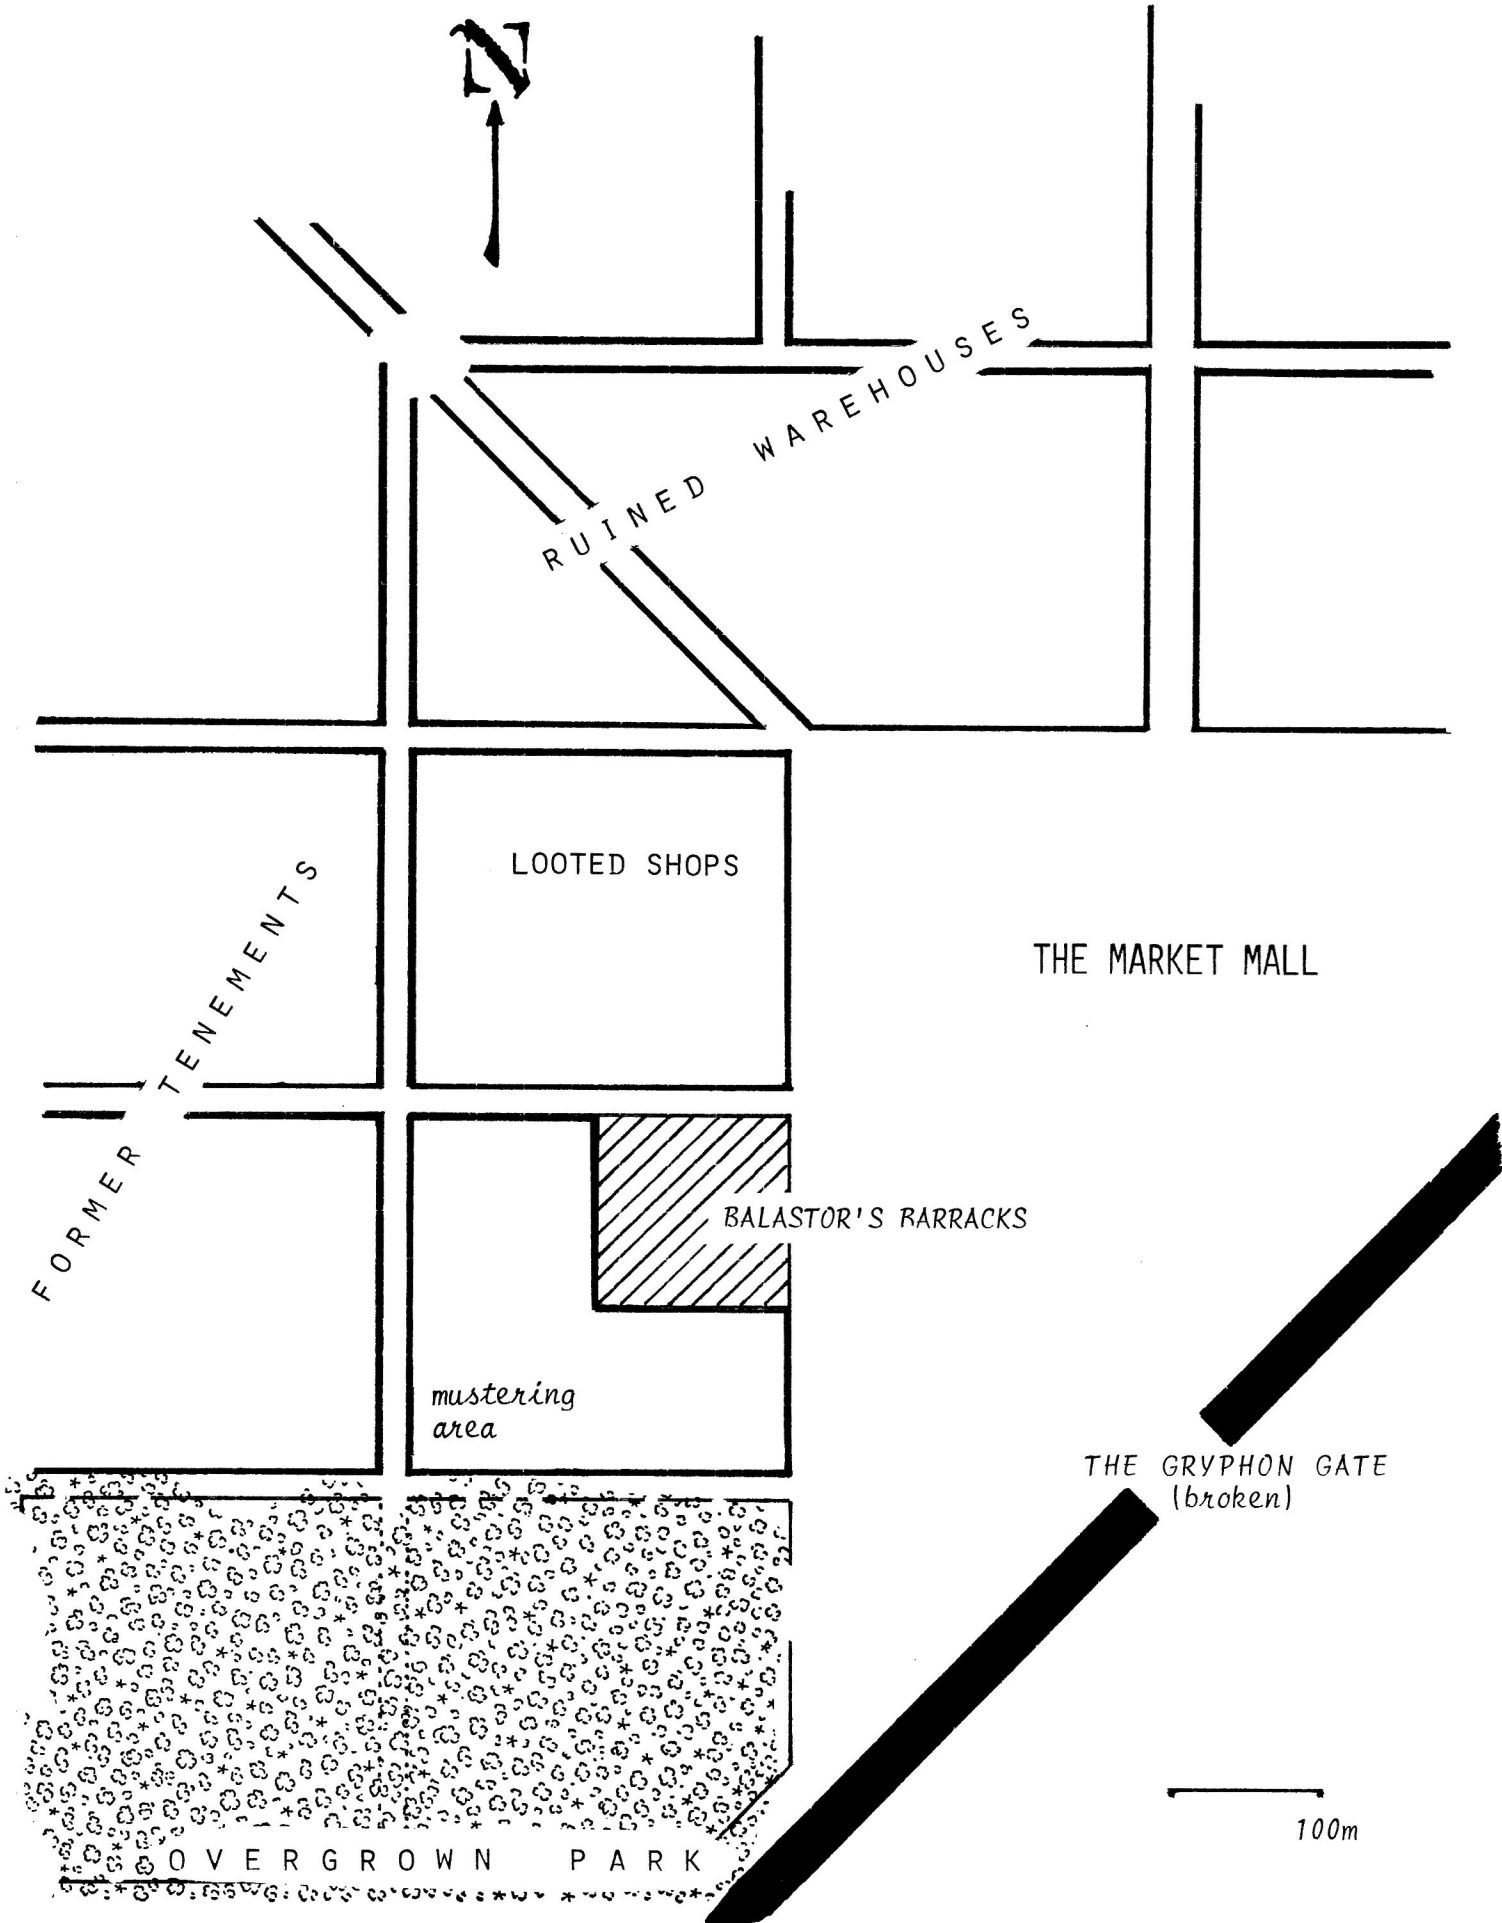 N
RUINED WAREHOUSES
LOOTED SHOPS
FORMER TENEMENTS
THE MARKET MALL
BALASTOR'S BARRACKS
mustering
area
THE GRYPHON GATE
(broken)
100m
OVERGROWN PARK